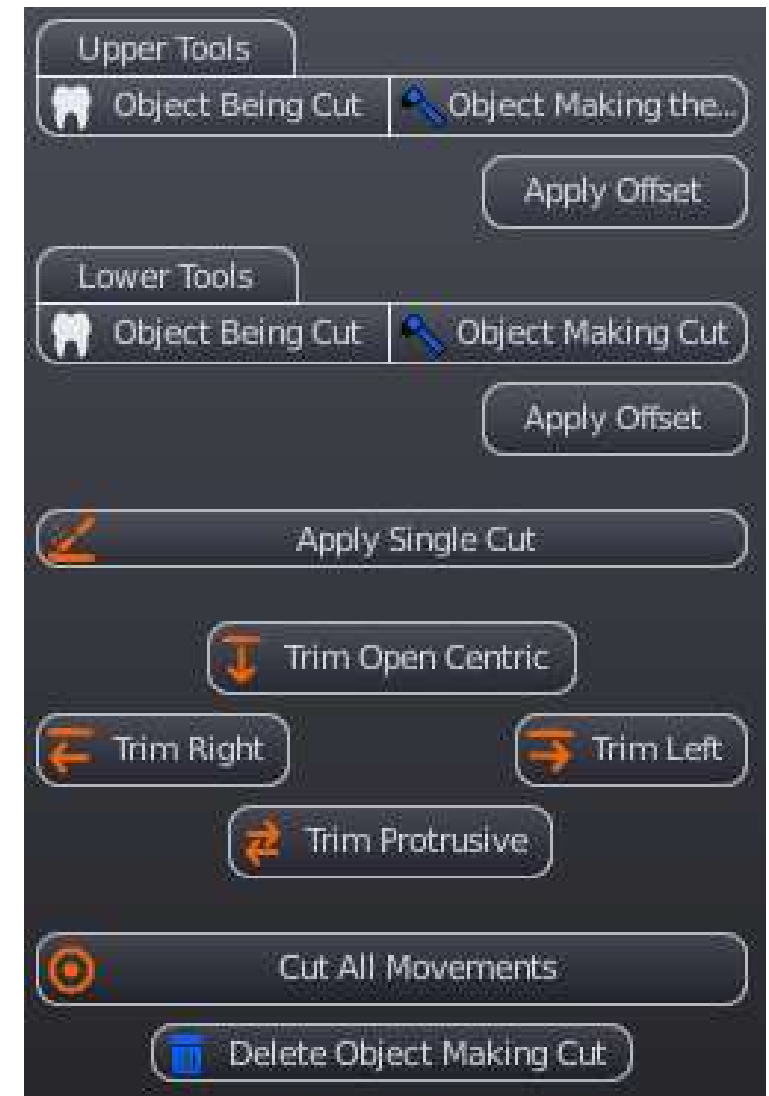 Upper Tools
Object Being Cut Object Making the...
Apply Offset
Lower Tools
Object Being Cut Object Making Cut
Apply Offset
Apply Single Cut
Trim Open Centric
Trim Right Trim Left
Trim Protrusive
Cut All Movements
Delete Object Making Cut